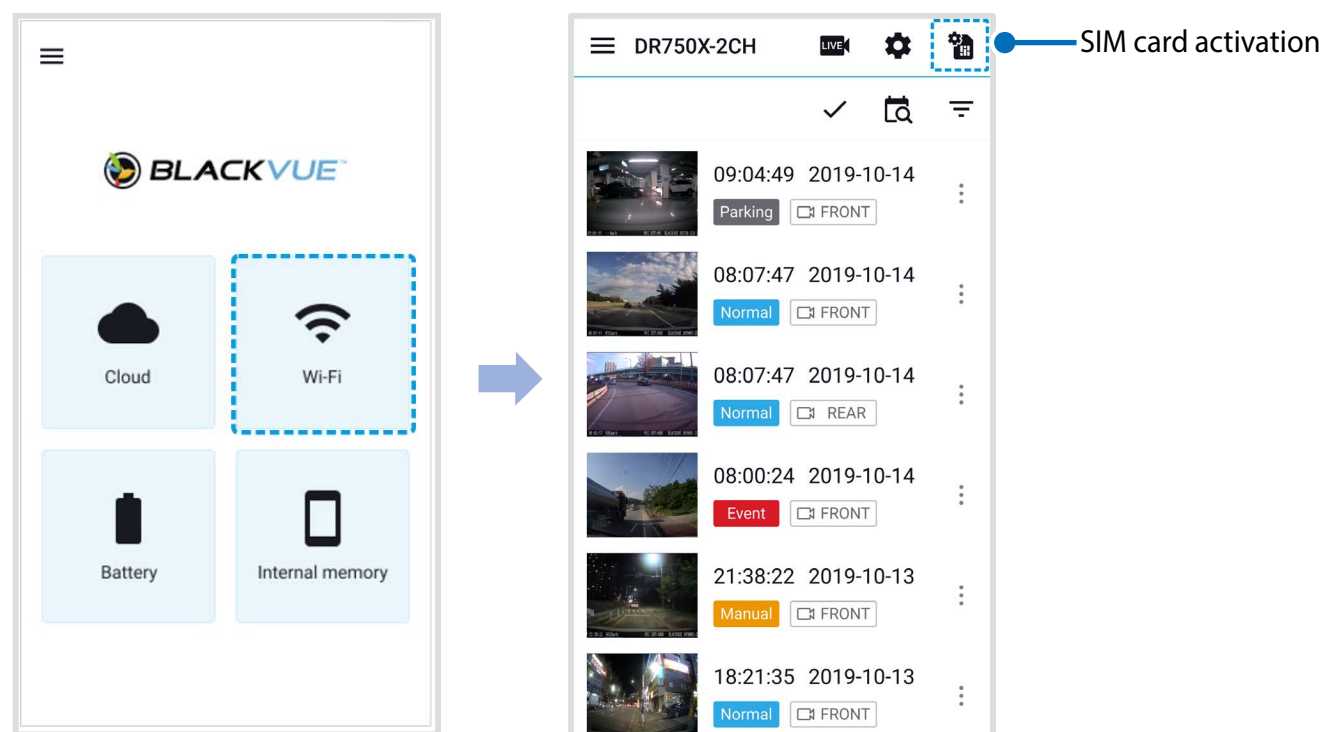 BLACKVUE™
Cloud
Wi-Fi
Battery
Internal memory
DR750X-2CH
LIVE
SIM card activation
09:04:49 2019-10-14
Parking FRONT
08:07:47 2019-10-14
Normal FRONT
08:07:47 2019-10-14
Normal REAR
08:00:24 2019-10-14
Event FRONT
21:38:22 2019-10-13
Manual FRONT
18:21:35 2019-10-13
Normal FRONT